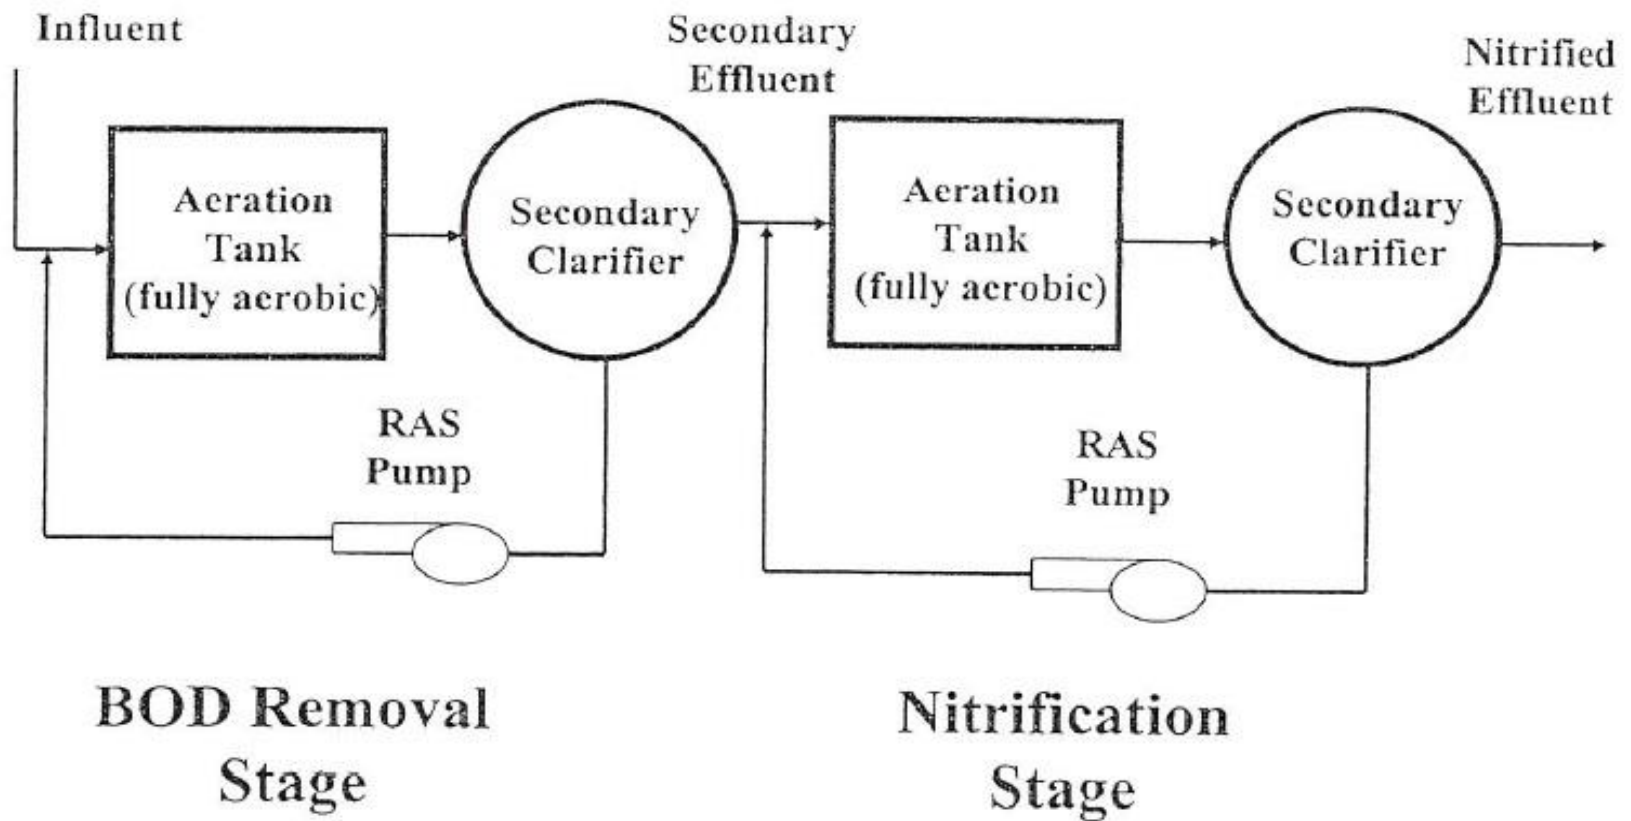 Influent
Secondary
Effluent
Nitrified
Effluent
Aeration
Tank
(fully aerobic)
Secondary
Clarifier
Aeration
Tank
(fully aerobic)
Secondary
Clarifier
RAS
Pump
RAS
Pump
BOD Removal
Stage
Nitrification
Stage